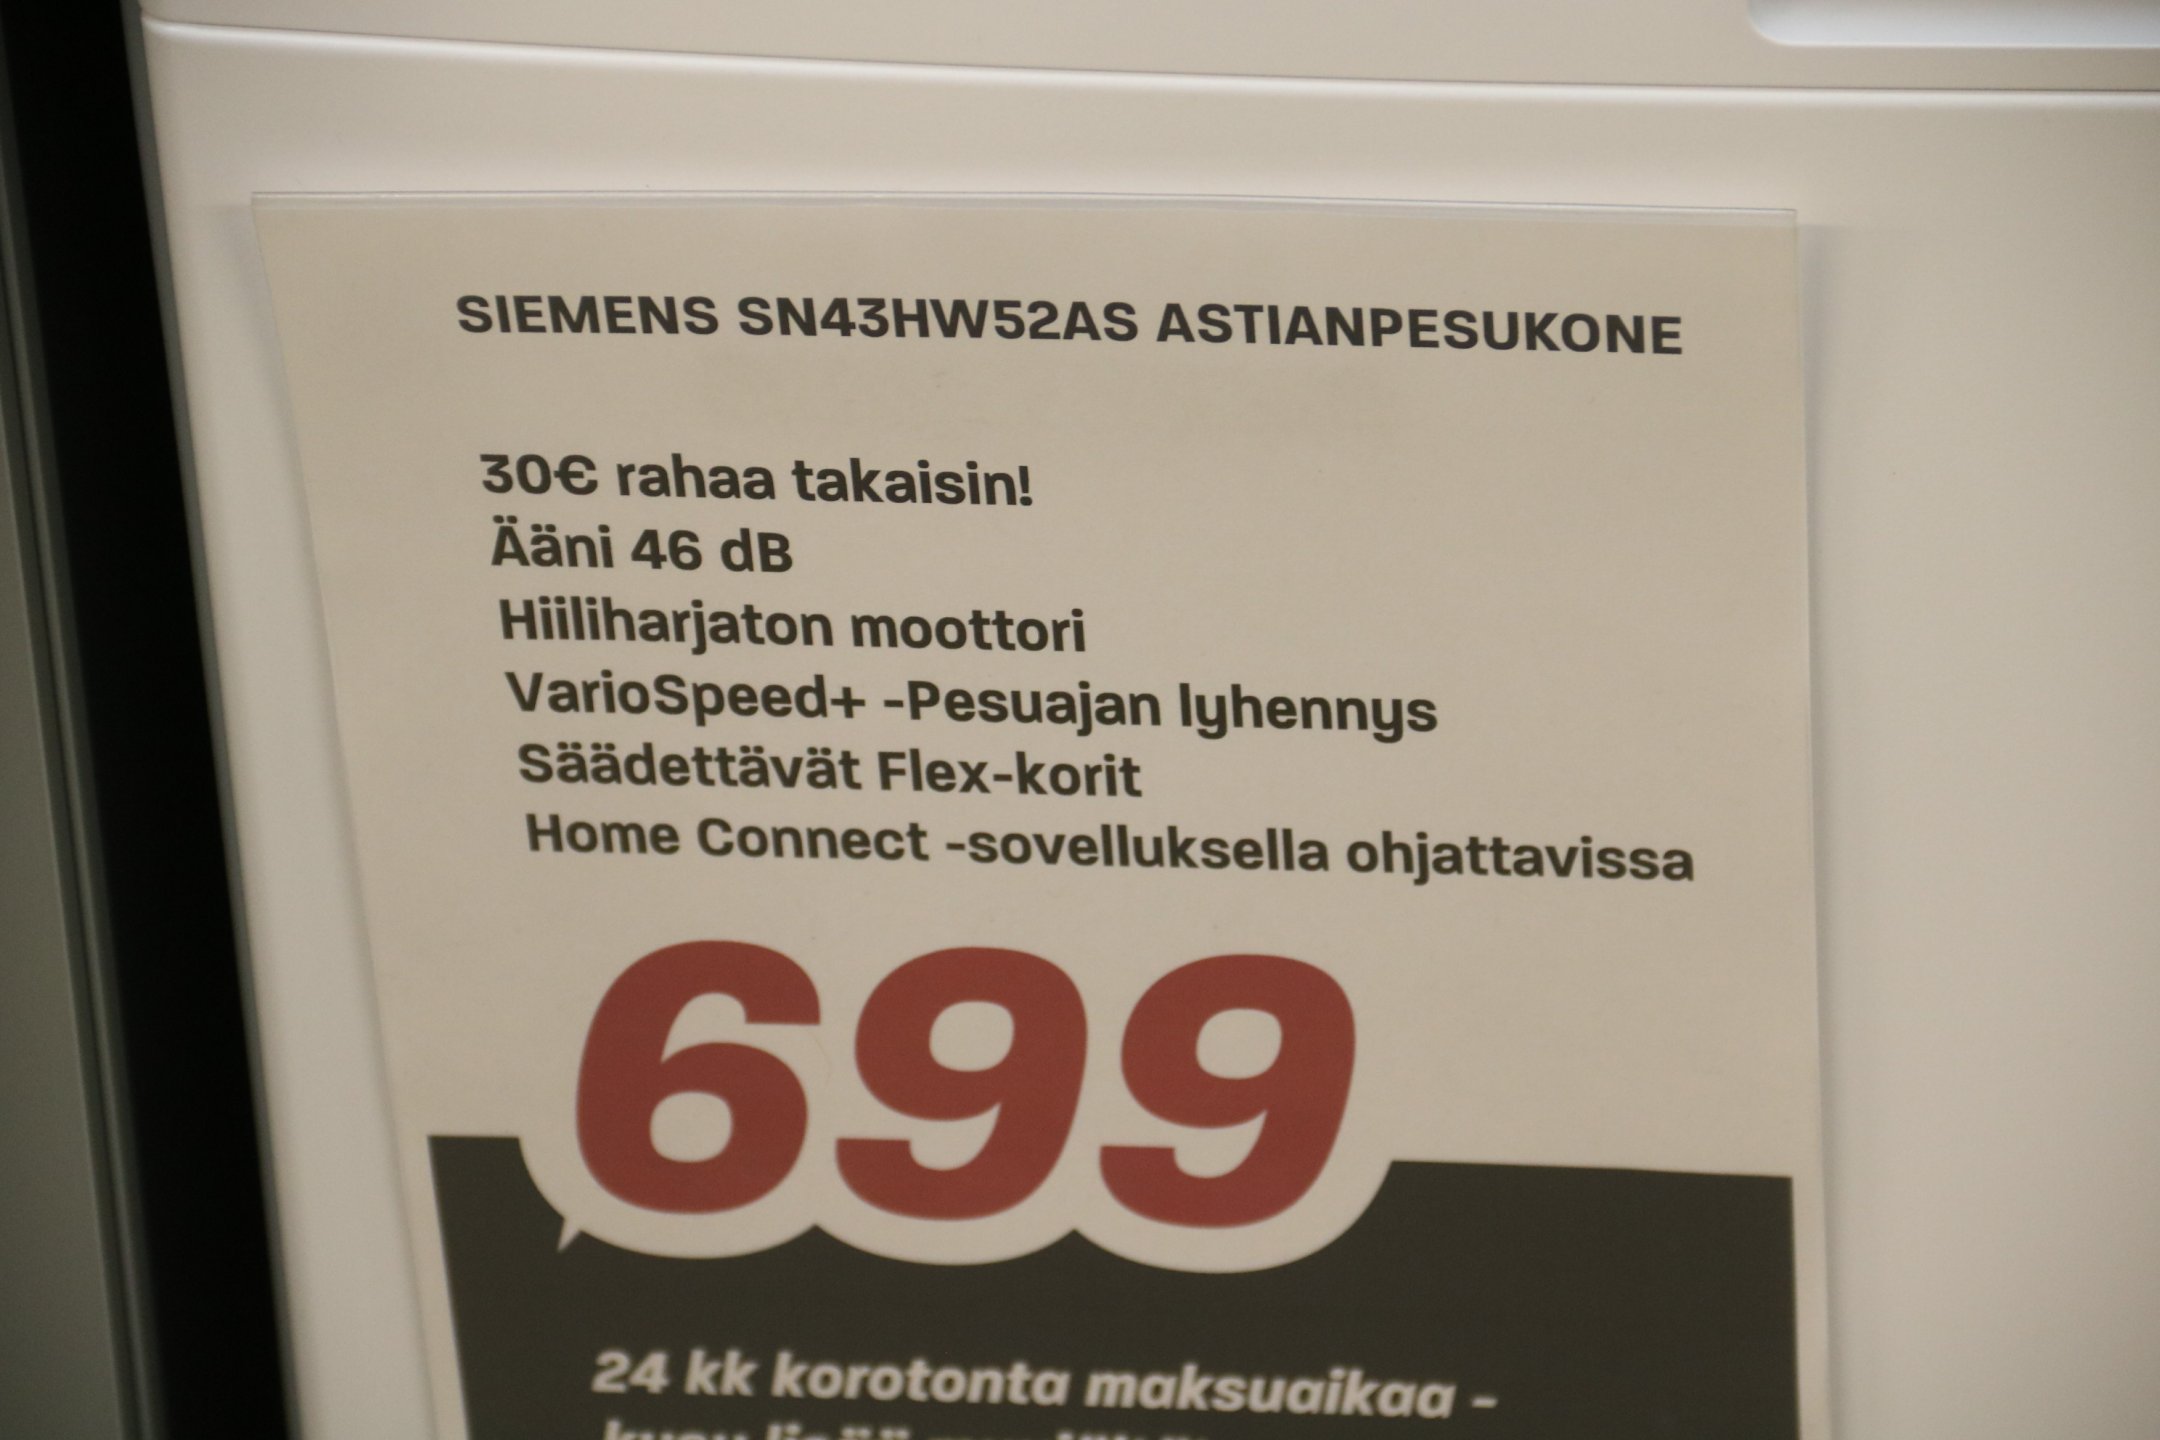 SIEMENS SN43HW52AS ASTIANPESUKONE
30€ rahaa takaisin!
Ääni 46 dB
Hiiliharjaton moottori
VarioSpeed+ -Pesuajan lyhennys
Säädettävät Flex-korit
Home Connect -sovelluksella ohjattavissa
699
24 kk korotonta maksuaikaa -